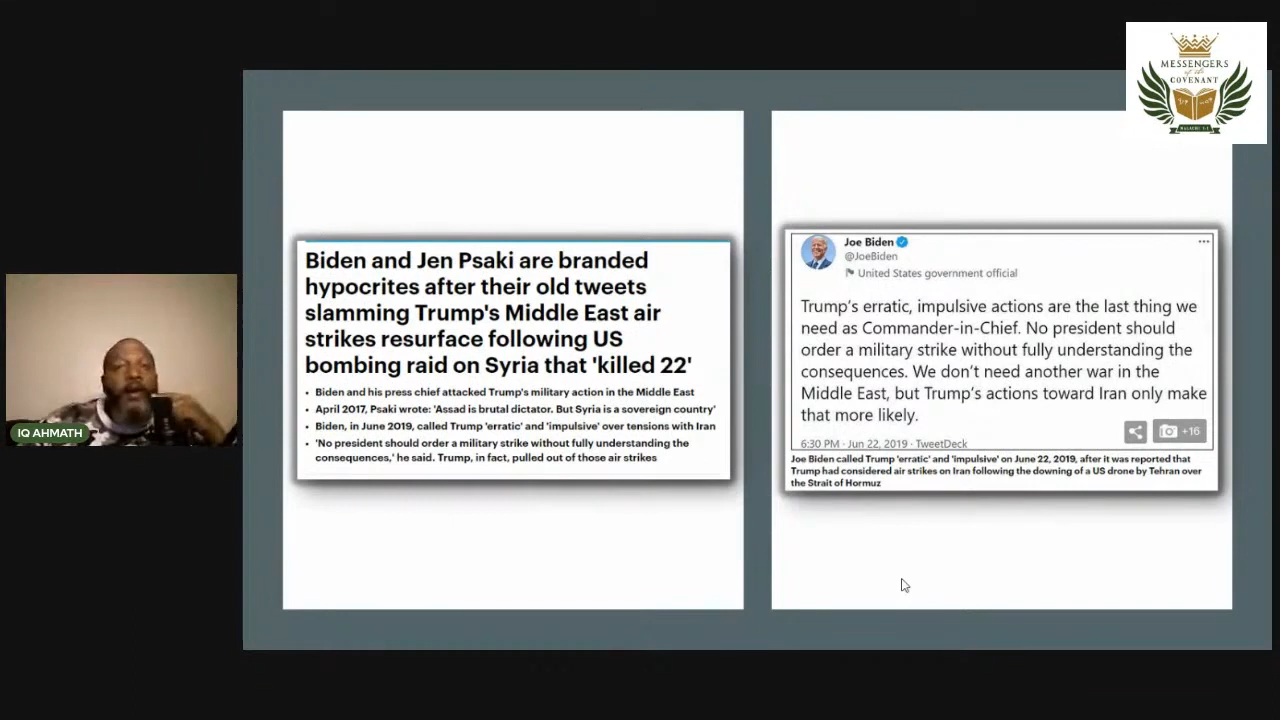 MESSENGERS
of the
COVENANT
MALACHI 3:1
Biden and Jen Psaki are branded
hypocrites after their old tweets
slamming Trump's Middle East air
strikes resurface following US
bombing raid on Syria that 'killed 22'
• Biden and his press chief attacked Trump's military action in the Middle East
• April 2017, Psaki wrote: 'Assad is brutal dictator. But Syria is a sovereign country'
• Biden, in June 2019, called Trump 'erratic' and 'impulsive' over tensions with Iran
• 'No president should order a military strike without fully understanding the
consequences,' he said. Trump, in fact, pulled out of those air strikes
Joe Biden
@JoeBiden
United States government official
Trump's erratic, impulsive actions are the last thing we
need as Commander-in-Chief. No president should
order a military strike without fully understanding the
consequences. We don't need another war in the
Middle East, but Trump's actions toward Iran only make
that more likely.
+16
6:30 PM · Jun 22, 2019 · TweetDeck
Joe Biden called Trump 'erratic' and 'impulsive' on June 22, 2019, after it was reported that
Trump had considered air strikes on Iran following the downing of a US drone by Tehran over
the Strait of Hormuz
IQ AHMATH